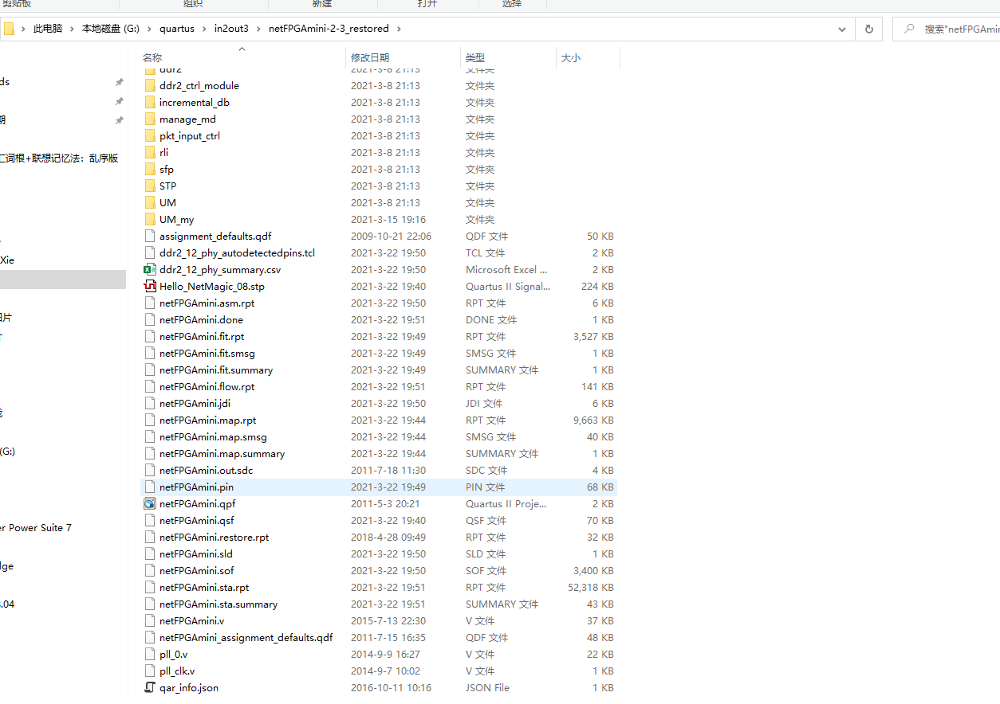 剪贴板 组织 新建 打开 选择
此电脑 › 本地磁盘 (G:) › quartus › in2out3 › netFPGAmini-2-3_restored › 搜索"netFPGAmin
名称 修改日期 类型 大小
ddr2 2021-3-8 21:13 文件夹
ds
ddr2_ctrl_module 2021-3-8 21:13 文件夹
incremental_db 2021-3-8 21:13 文件夹
期
manage_md 2021-3-8 21:13 文件夹
pkt_input_ctrl 2021-3-8 21:13 文件夹
汇词根+联想记忆法：乱序版
rli 2021-3-8 21:13 文件夹
sfp 2021-3-8 21:13 文件夹
STP 2021-3-8 21:13 文件夹
UM 2021-3-8 21:13 文件夹
UM_my 2021-3-15 19:16 文件夹
assignment_defaults.qdf 2009-10-21 22:06 QDF 文件 50 KB
ddr2_12_phy_autodetectedpins.tcl 2021-3-22 19:50 TCL 文件 2 KB
Xie
ddr2_12_phy_summary.csv 2021-3-22 19:50 Microsoft Excel ... 2 KB
Hello_NetMagic_08.stp 2021-3-22 19:40 Quartus II Signal... 224 KB
netFPGAmini.asm.rpt 2021-3-22 19:50 RPT 文件 6 KB
图片
netFPGAmini.done 2021-3-22 19:51 DONE 文件 1 KB
netFPGAmini.fit.rpt 2021-3-22 19:49 RPT 文件 3,527 KB
netFPGAmini.fit.smsg 2021-3-22 19:49 SMSG 文件 1 KB
netFPGAmini.fit.summary 2021-3-22 19:49 SUMMARY 文件 1 KB
netFPGAmini.flow.rpt 2021-3-22 19:51 RPT 文件 141 KB
netFPGAmini.jdi 2021-3-22 19:50 JDI 文件 6 KB
netFPGAmini.map.rpt 2021-3-22 19:44 RPT 文件 9,663 KB
netFPGAmini.map.smsg 2021-3-22 19:44 SMSG 文件 40 KB
(G:)
netFPGAmini.map.summary 2021-3-22 19:44 SUMMARY 文件 1 KB
netFPGAmini.out.sdc 2011-7-18 11:30 SDC 文件 4 KB
netFPGAmini.pin 2021-3-22 19:49 PIN 文件 68 KB
netFPGAmini.qpf 2011-5-3 20:21 Quartus II Proje... 2 KB
netFPGAmini.qsf 2021-3-22 19:40 QSF 文件 70 KB
er Power Suite 7
netFPGAmini.restore.rpt 2018-4-28 09:49 RPT 文件 32 KB
netFPGAmini.sld 2021-3-22 19:50 SLD 文件 1 KB
dge
netFPGAmini.sof 2021-3-22 19:50 SOF 文件 3,400 KB
netFPGAmini.sta.rpt 2021-3-22 19:51 RPT 文件 52,318 KB
netFPGAmini.sta.summary 2021-3-22 19:51 SUMMARY 文件 43 KB
.04
netFPGAmini.v 2015-7-13 22:30 V 文件 37 KB
netFPGAmini_assignment_defaults.qdf 2011-7-15 16:35 QDF 文件 48 KB
pll_0.v 2014-9-9 16:27 V 文件 22 KB
pll_clk.v 2014-9-7 10:02 V 文件 1 KB
qar_info.json 2016-10-11 10:16 JSON File 1 KB